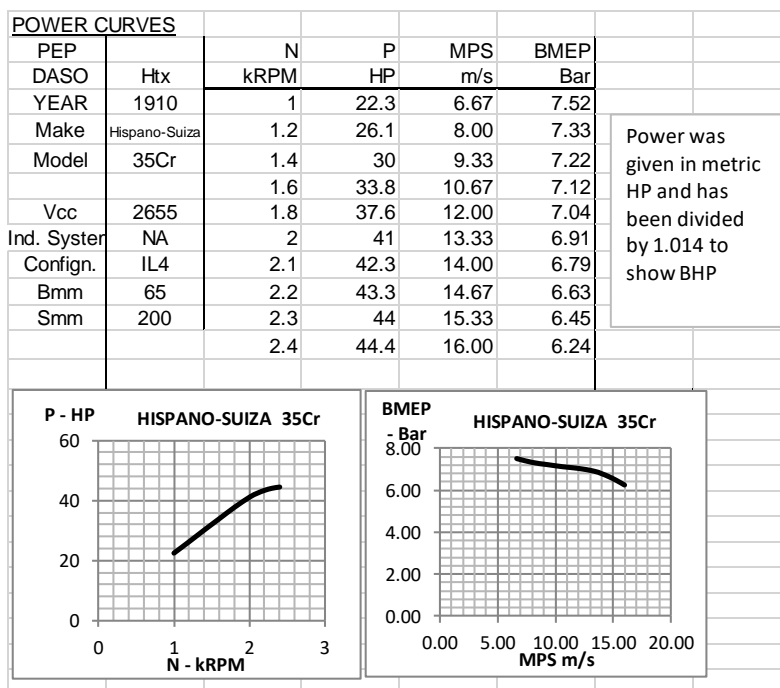 POWER CURVES
PEP N P MPS BMEP
DASO Htx kRPM HP m/s Bar
YEAR 1910 1 22.3 6.67 7.52
Make Hispano-Suiza 1.2 26.1 8.00 7.33
Model 35Cr 1.4 30 9.33 7.22
1.6 33.8 10.67 7.12
Vcc 2655 1.8 37.6 12.00 7.04
Ind. Syster NA 2 41 13.33 6.91
Confign. IL4 2.1 42.3 14.00 6.79
Bmm 65 2.2 43.3 14.67 6.63
Smm 200 2.3 44 15.33 6.45
2.4 44.4 16.00 6.24
Power was
given in metric
HP and has
been divided
by 1.014 to
show BHP
P - HP HISPANO-SUIZA 35Cr
60
40
20
0
0 1 2 3
N - kRPM
BMEP
- Bar
HISPANO-SUIZA 35Cr
8.00
6.00
4.00
2.00
0.00
0.00 5.00 10.00 15.00 20.00
MPS m/s